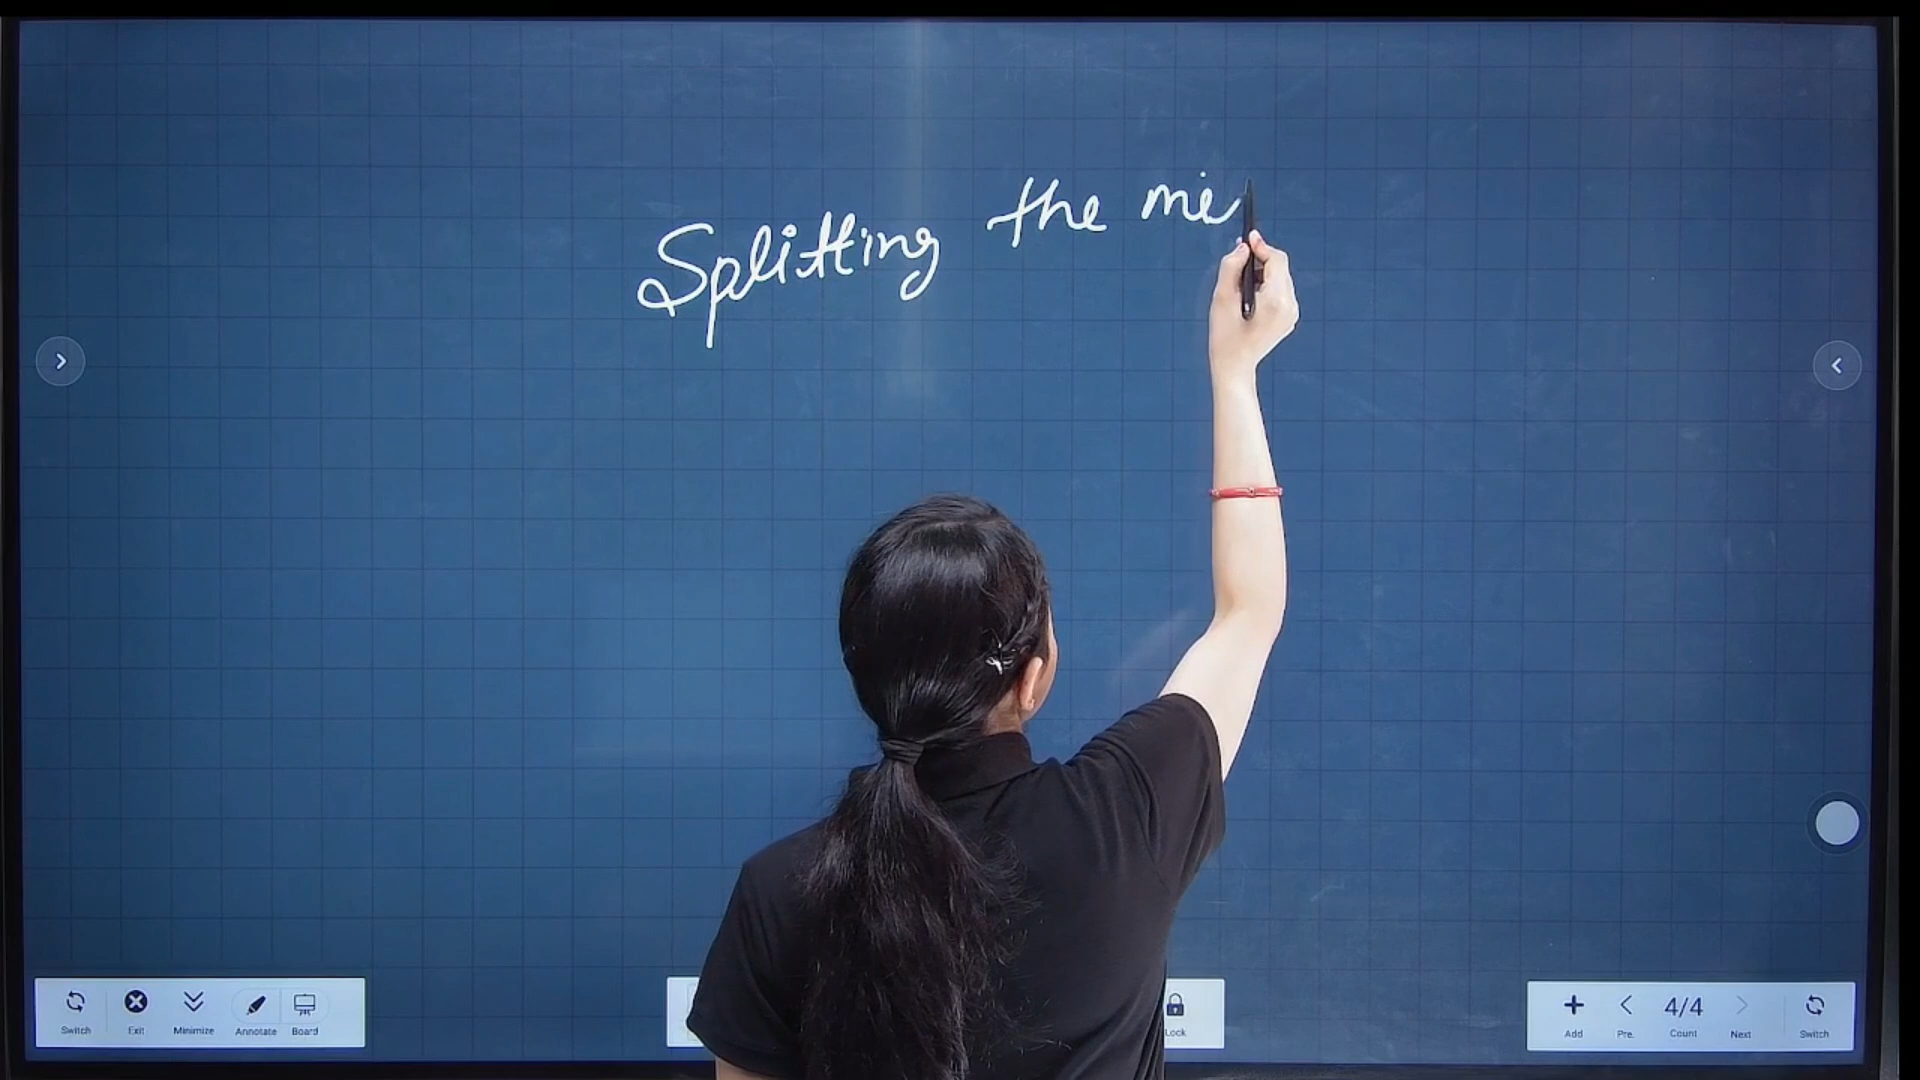 Splitting the mi
Switch Exit Minimize Annotate Board
Lock
Add Pre. 4/4 Count Next Switch